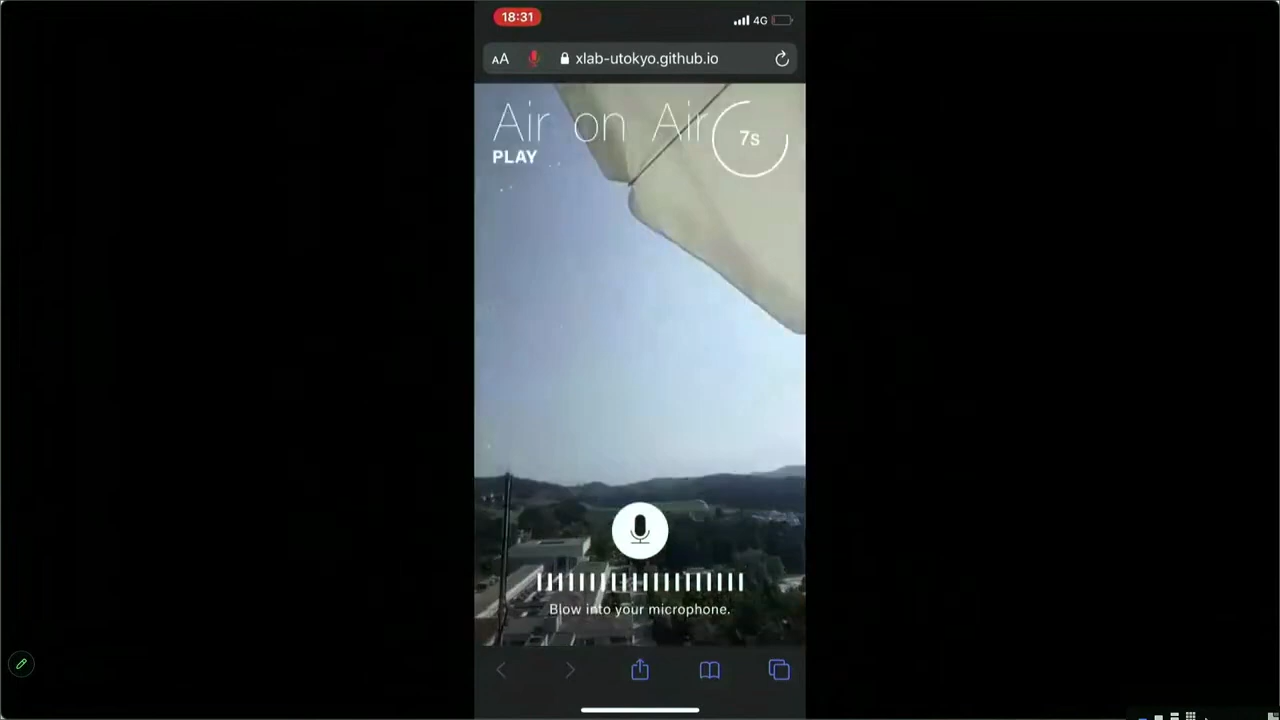 18:31
4G
AA
xlab-utokyo.github.io
Air on Air
7s
PLAY
Blow into your microphone.